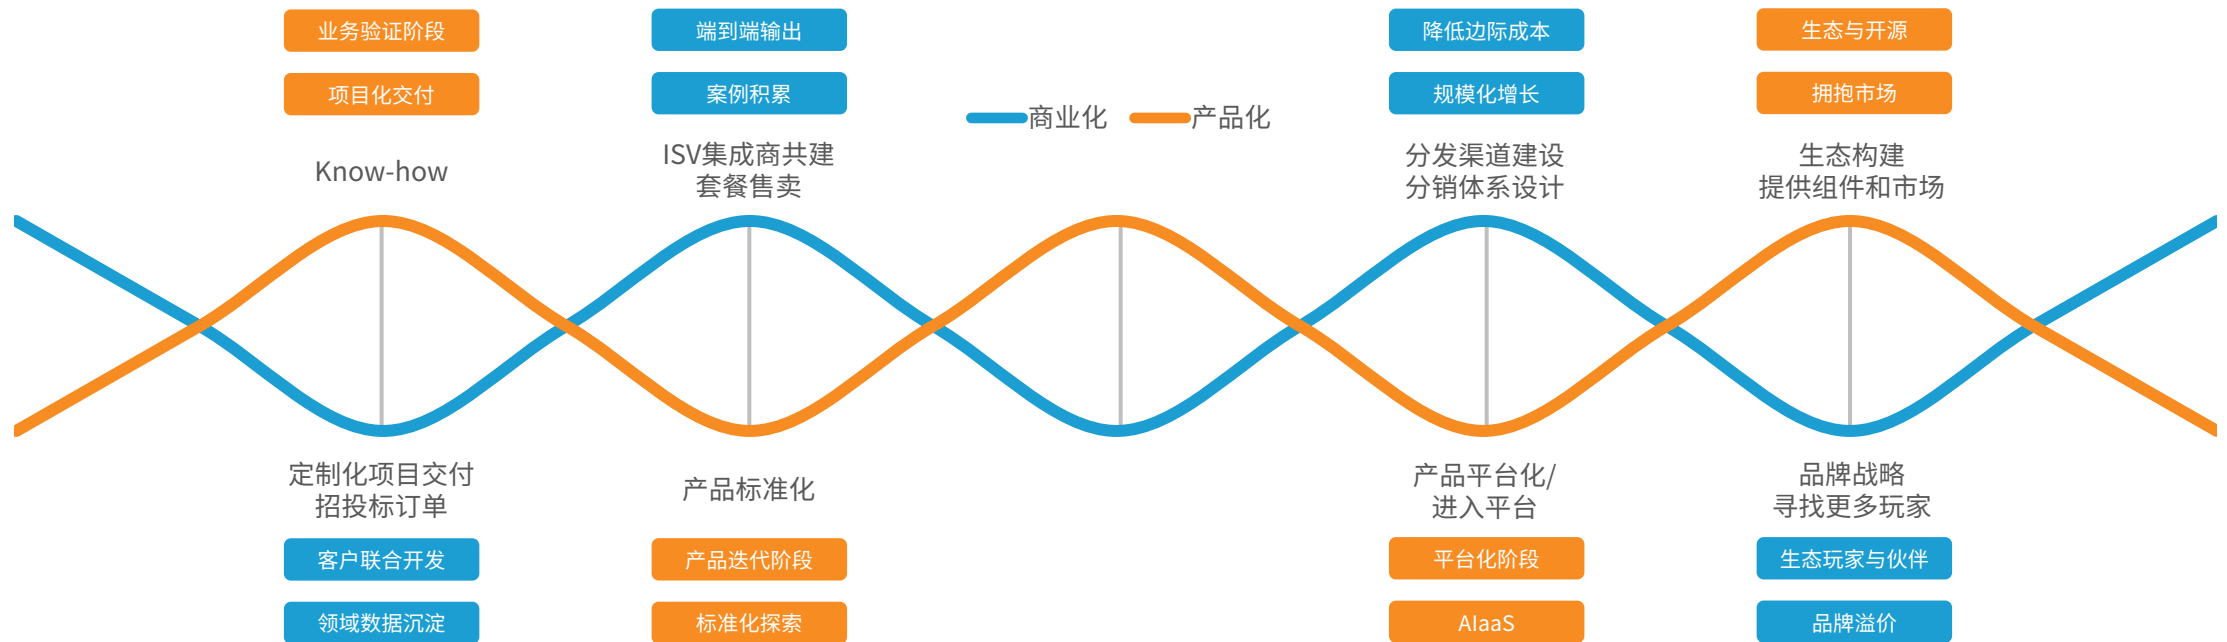 业务验证阶段
项目化交付
Know-how
定制化项目交付
招投标订单
客户联合开发
领域数据沉淀
端到端输出
案例积累
ISV集成商共建
套餐售卖
产品标准化
产品迭代阶段
标准化探索
商业化
产品化
降低边际成本
规模化增长
分发渠道建设
分销体系设计
产品平台化/
进入平台
平台化阶段
AIaaS
生态与开源
拥抱市场
生态构建
提供组件和市场
品牌战略
寻找更多玩家
生态玩家与伙伴
品牌溢价